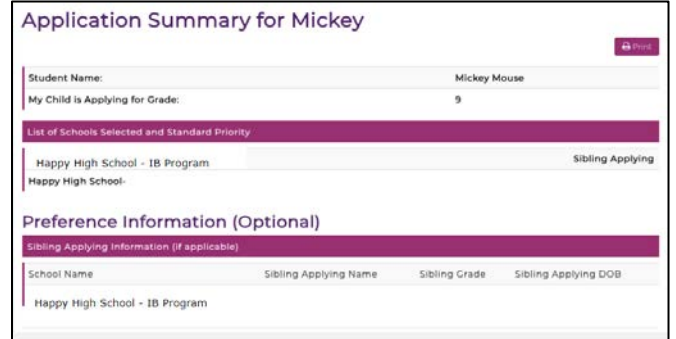 Application Summary for Mickey
Print
Student Name: Mickey Mouse
My Child is Applying for Grade: 9
List of Schools Selected and Standard Priority
Happy High School - IB Program Sibling Applying
Happy High School-
Preference Information (Optional)
Sibling Applying Information (if applicable)
School Name Sibling Applying Name Sibling Grade Sibling Applying DOB
Happy High School - IB Program